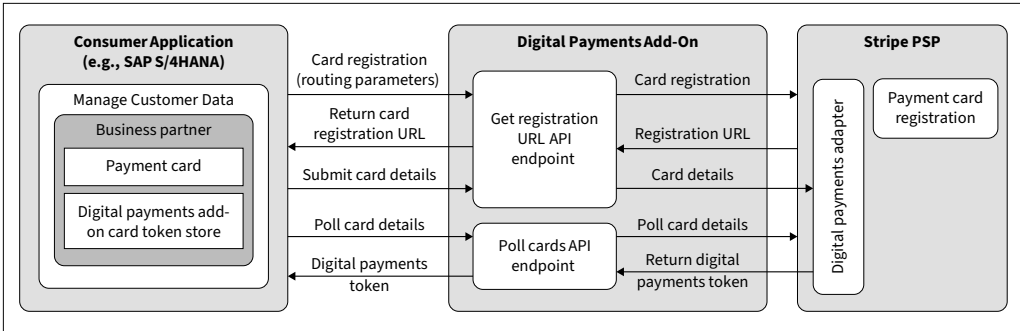 Consumer Application
(e.g., SAP S/4HANA)
Manage Customer Data
Business partner
Payment card
Digital payments add-
on card token store
Card registration
(routing parameters)
Return card
registration URL
Submit card details
Poll card details
Digital payments
token
Digital Payments Add-On
Get registration
URL API
endpoint
Poll cards API
endpoint
Card registration
Registration URL
Card details
Poll card details
Return digital
payments token
Stripe PSP
Digital payments adapter
Payment card
registration